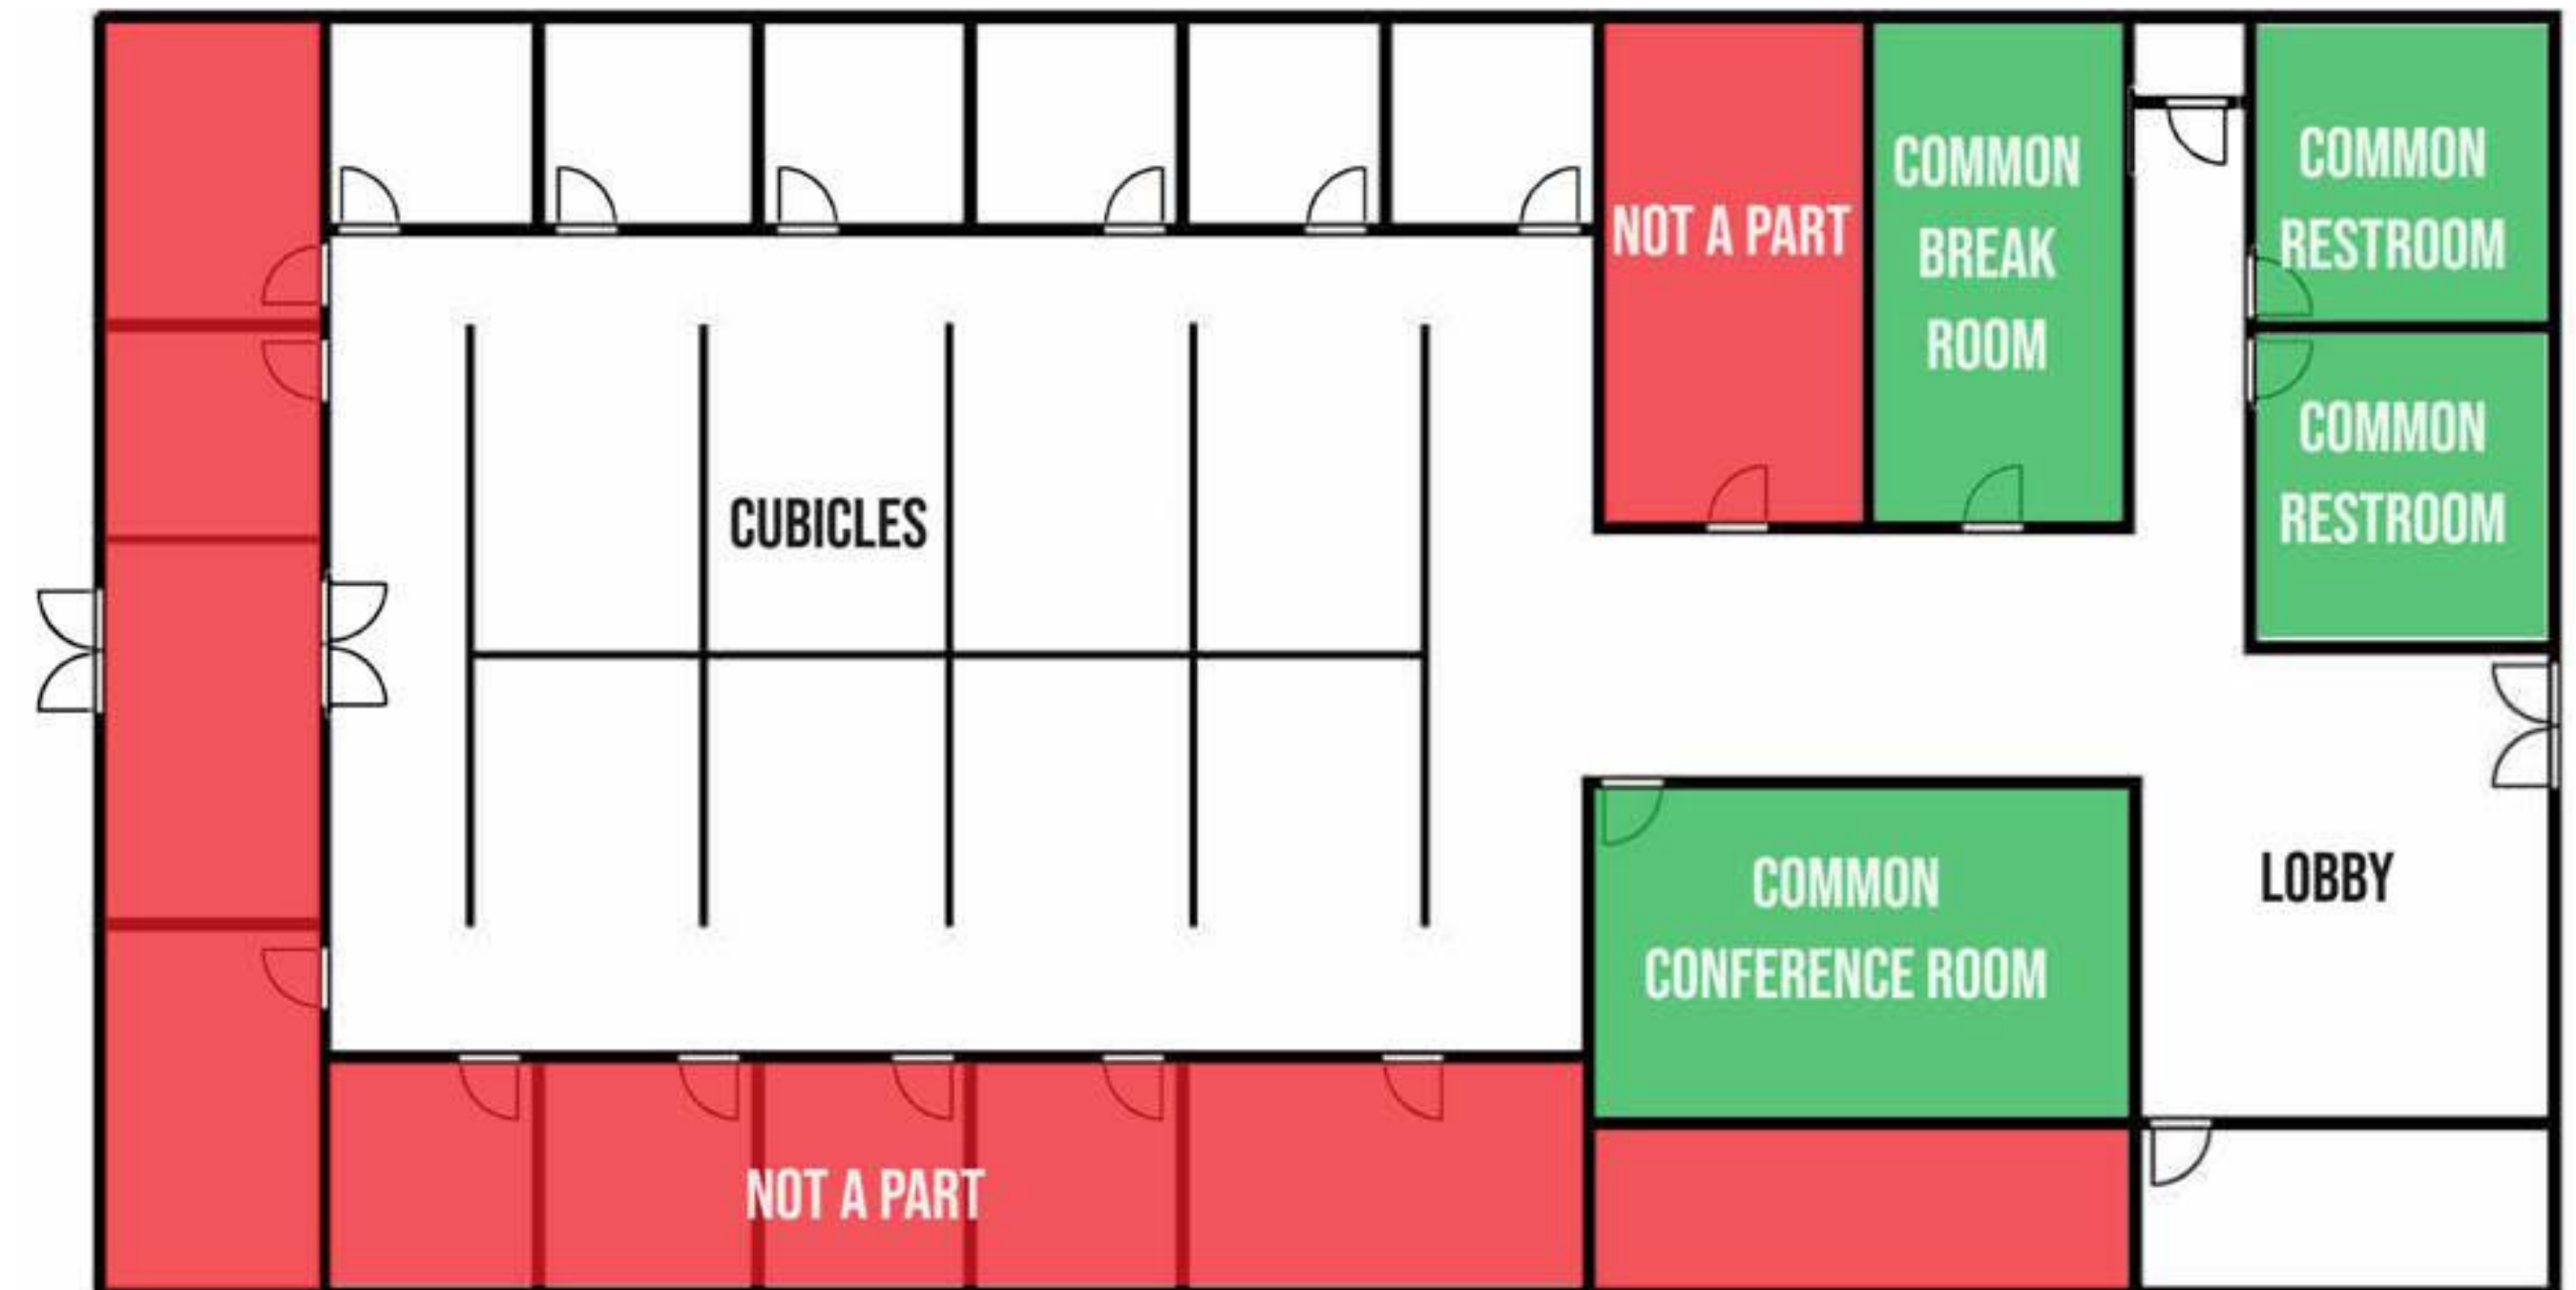 COMMON
RESTROOM
COMMON
BREAK
ROOM
NOT A PART
COMMON
RESTROOM
CUBICLES
COMMON
CONFERENCE ROOM
LOBBY
NOT A PART